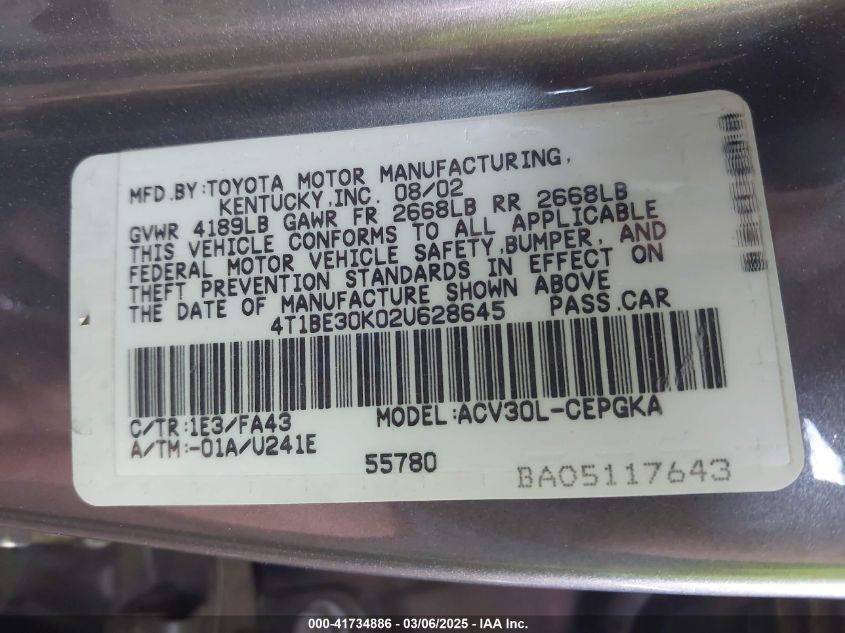 MFD.BY:TOYOTA MOTOR MANUFACTURING,
KENTUCKY,INC. 08/02
GVWR 4189LB GAWR FR 2668LB RR 2668LB
THIS VEHICLE CONFORMS TO ALL APPLICABLE
FEDERAL MOTOR VEHICLE SAFETY,BUMPER, AND
THEFT PREVENTION STANDARDS IN EFFECT ON
THE DATE OF MANUFACTURE SHOWN ABOVE
4T1BE30K02U628645 PASS.CAR
C/TR:1E3/FA43 MODEL:ACV30L-CEPGKA
A/TM:-01A/U241E
55780
BA05117643
000-41734886 - 03/06/2025 - IAA Inc.